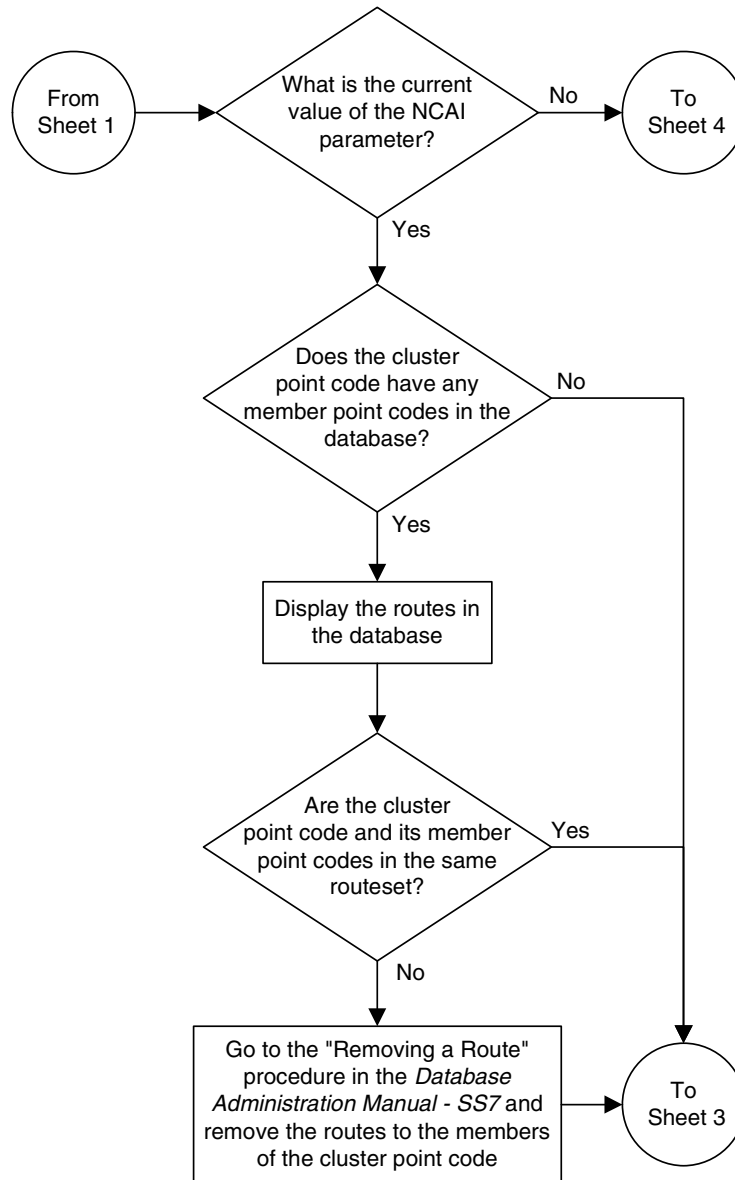 From
Sheet 1
What is the current
value of the NCAI
parameter?
No
To
Sheet 4
Yes
Does the cluster
point code have any
member point codes in the
database?
No
Yes
Display the routes in
the database
Are the cluster
point code and its member
point codes in the same
routeset?
Yes
No
Go to the "Removing a Route"
procedure in the Database
Administration Manual - SS7 and
remove the routes to the members
of the cluster point code
To
Sheet 3